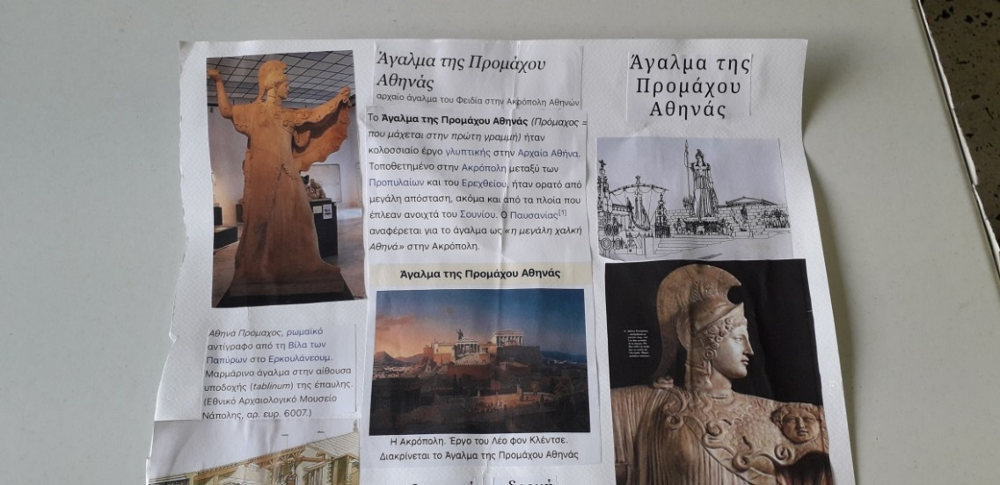 Άγαλμα της Προμάχου
Αθηνάς
αρχαίο άγαλμα του Φειδία στην Ακρόπολη Αθηνών
Το Άγαλμα της Προμάχου Αθηνάς (Πρόμαχος =
που μάχεται στην πρώτη γραμμή) ήταν
κολοσσιαίο έργο γλυπτικής στην Αρχαία Αθήνα.
Τοποθετημένο στην Ακρόπολη μεταξύ των
Προπυλαίων και του Ερεχθείου, ήταν ορατό από
μεγάλη απόσταση, ακόμα και από τα πλοία που
έπλεαν ανοιχτά του Σουνίου. Ο Παυσανίας[1]
αναφέρεται για το άγαλμα ως «η μεγάλη χαλκή
Αθηνά» στην Ακρόπολη.
Άγαλμα της
Προμάχου
Αθηνάς
Άγαλμα της Προμάχου Αθηνάς
Αθηνά Πρόμαχος, ρωμαϊκό
αντίγραφο από τη Βίλα των
Παπύρων στο Ερκουλάνεουμ.
Μαρμάρινο άγαλμα στην αίθουσα
υποδοχής (tablinum) της έπαυλης.
(Εθνικό Αρχαιολογικό Μουσείο
Νάπολης, αρ. ευρ. 6007.)
Η Ακρόπολη. Έργο του Λέο φον Κλέντσε.
Διακρίνεται το Άγαλμα της Προμάχου Αθηνάς